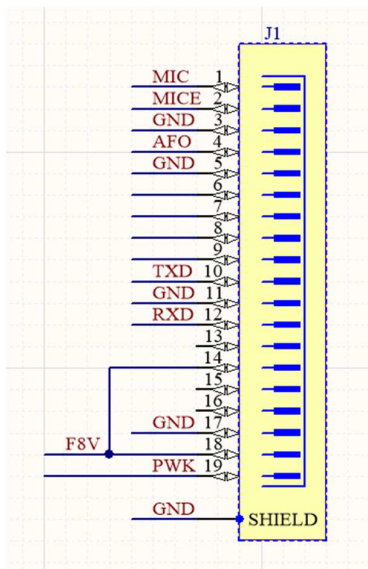 J1
MIC 1
MICE 2
GND 3
AFO 4
GND 5
6
7
8
9
TXD 10
GND 11
RXD 12
13
14
15
16
GND 17
F8V 18
PWK 19
GND SHIELD